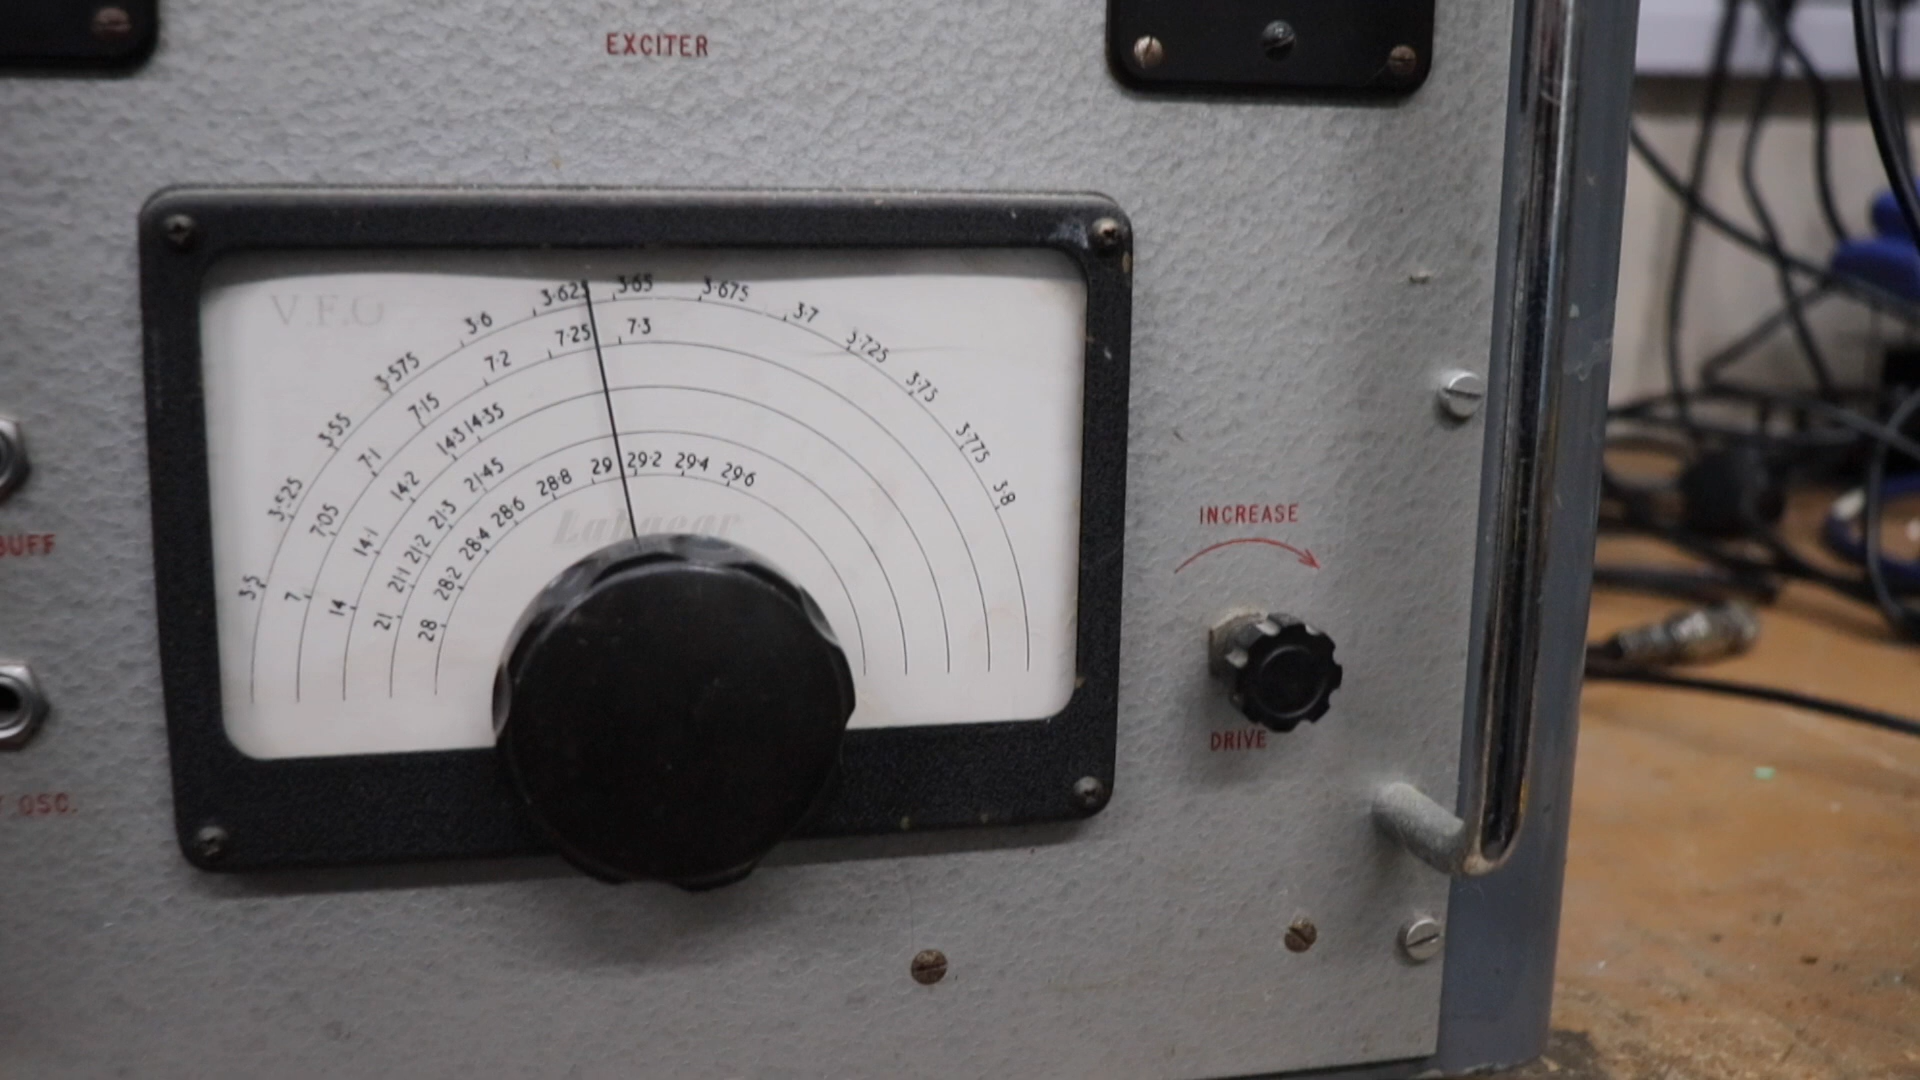 EXCITER
V.F.O
3·5 3·525 3·55 3·575 3·6 3·625 3·65 3·675 3·7 3·725 3·75 3·775 3·8
7 7·05 7·1 7·15 7·2 7·25 7·3
14 14·1 14·2 14·3 14·35
21 21·1 21·2 21·3 21·45
28 28·2 28·4 28·6 28·8 29 29·2 29·4 29·6
Labgear
BUFF
OSC.
INCREASE
DRIVE